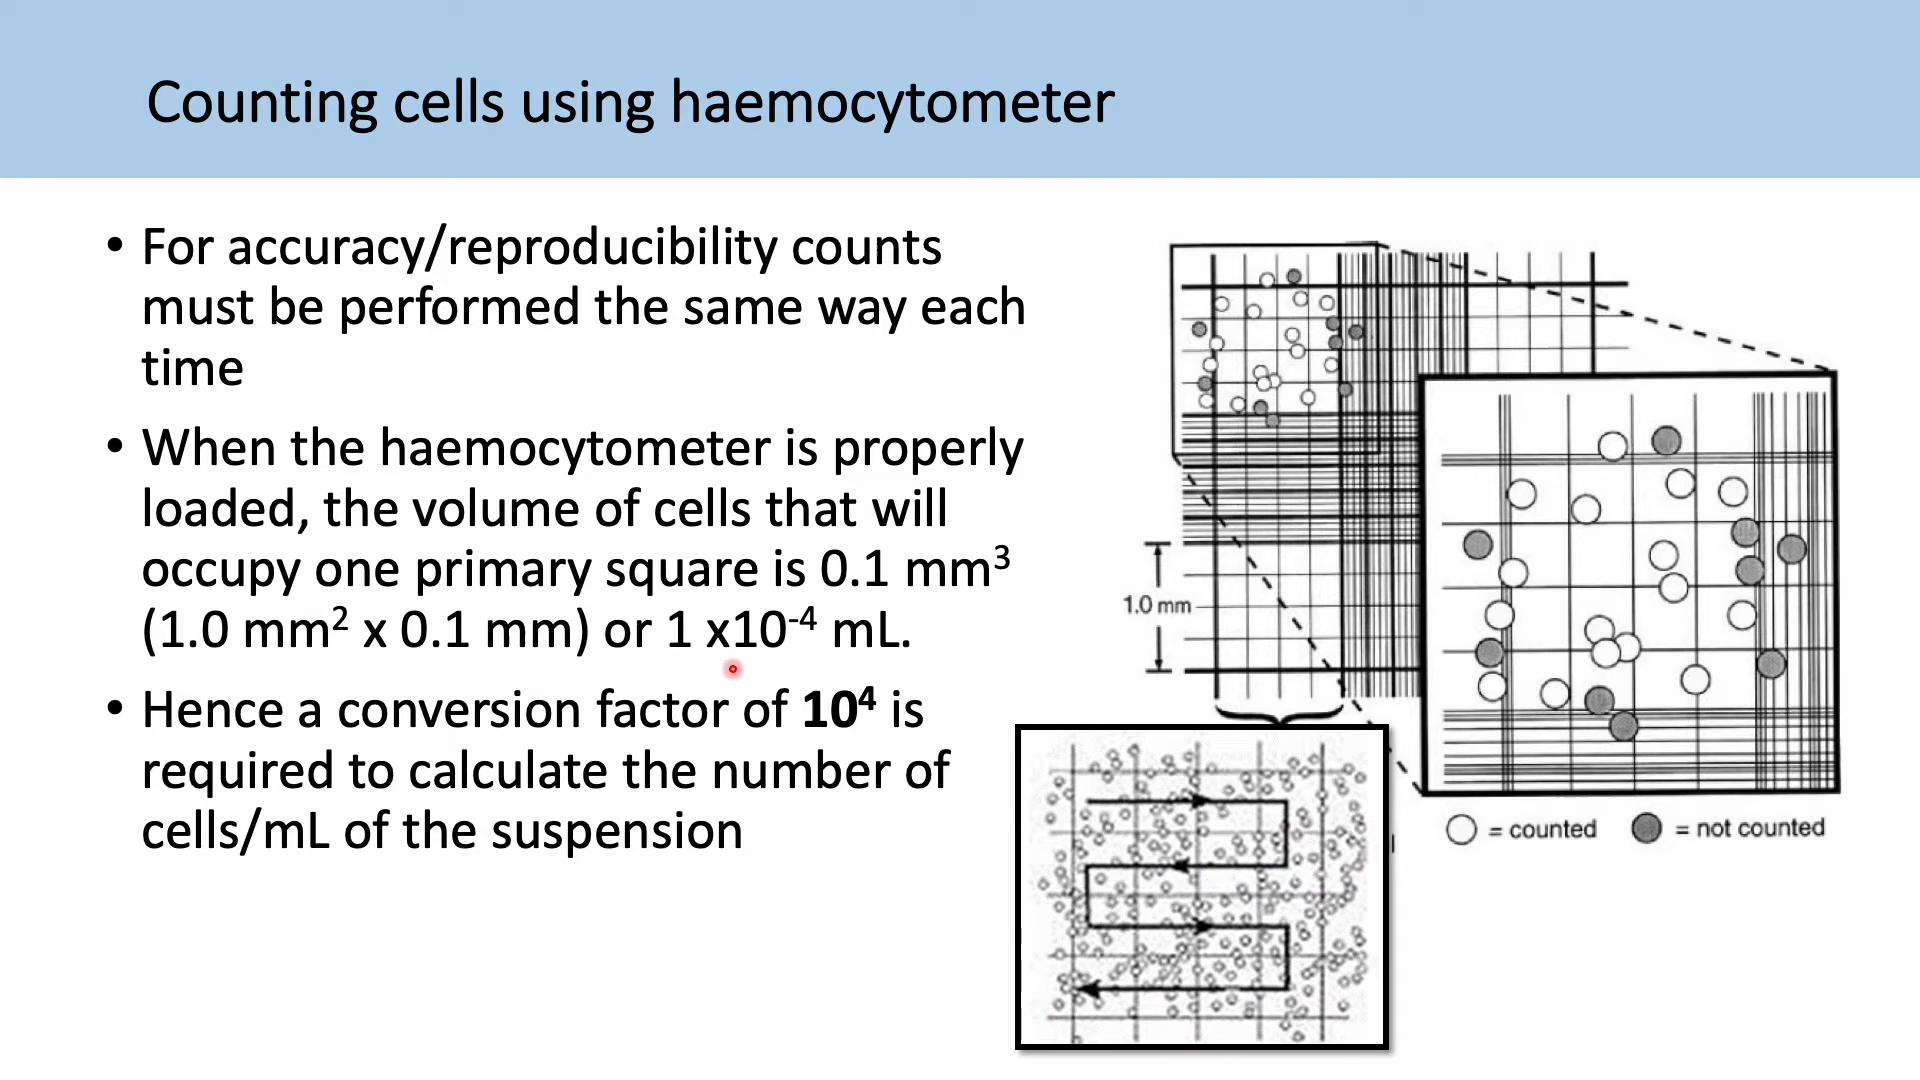 Counting cells using haemocytometer
• For accuracy/reproducibility counts
must be performed the same way each
time
• When the haemocytometer is properly
loaded, the volume of cells that will
occupy one primary square is 0.1 mm³
(1.0 mm² x 0.1 mm) or 1 x10⁻⁴ mL.
• Hence a conversion factor of 10⁴ is
required to calculate the number of
cells/mL of the suspension
1.0 mm
= counted = not counted